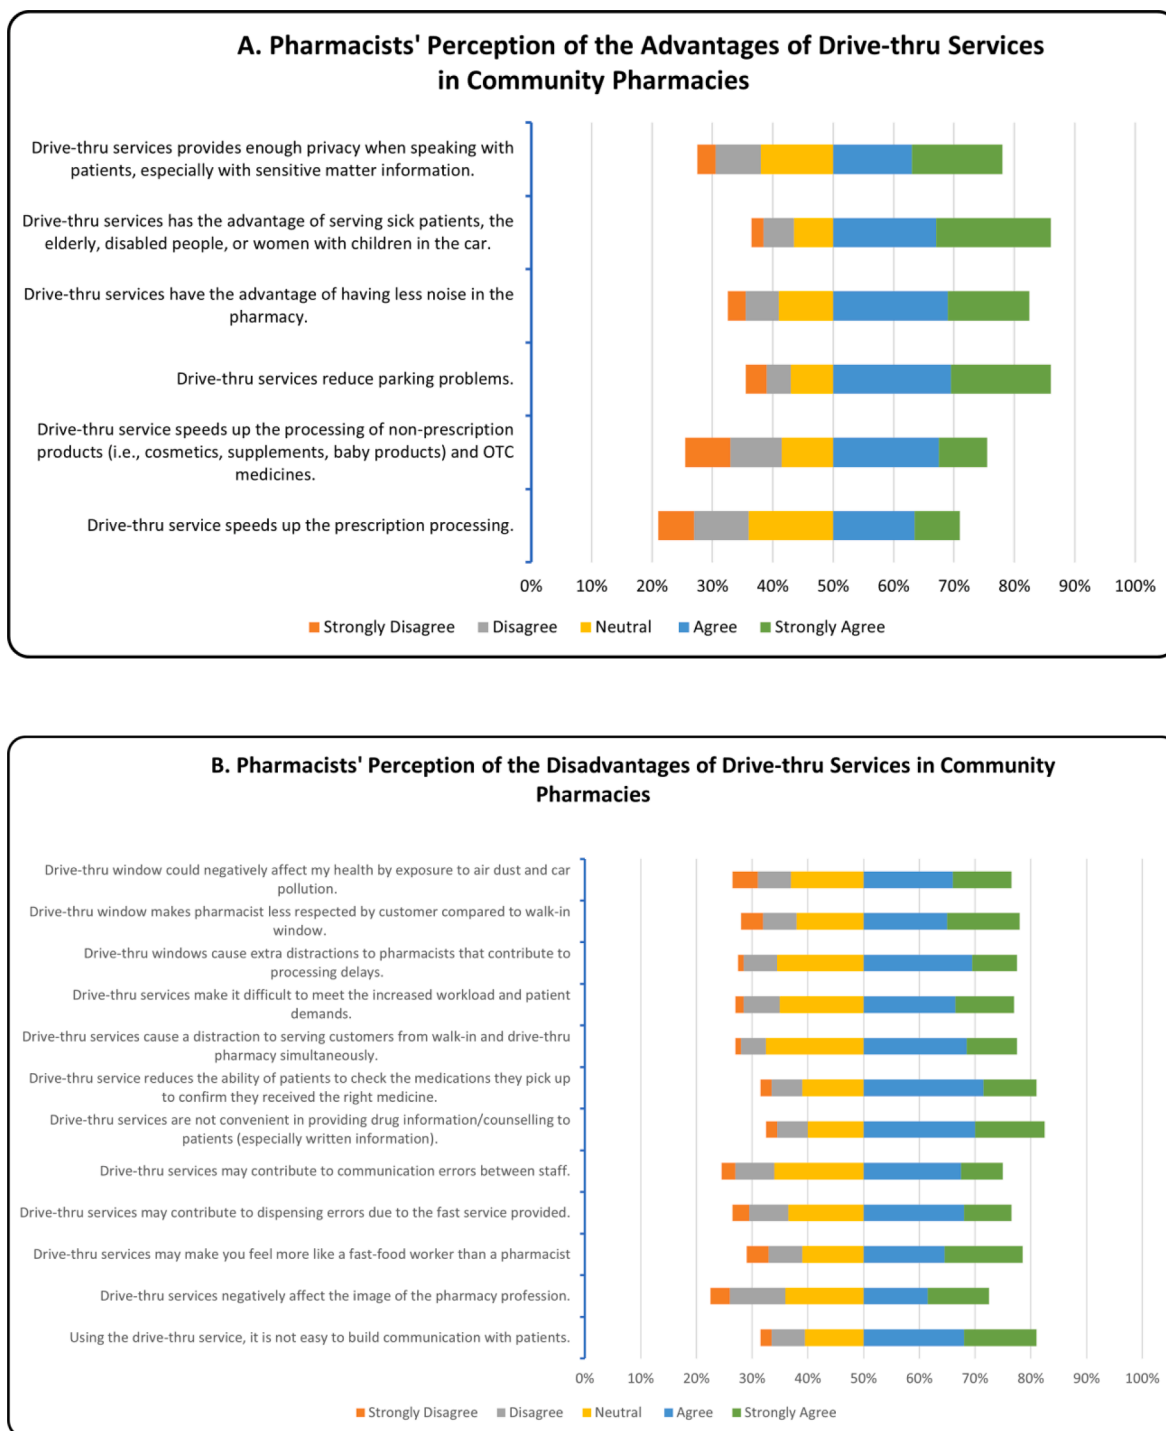 A. Pharmacists' Perception of the Advantages of Drive-thru Services
in Community Pharmacies
Drive-thru services provides enough privacy when speaking with
patients, especially with sensitive matter information.
Drive-thru services has the advantage of serving sick patients, the
elderly, disabled people, or women with children in the car.
Drive-thru services have the advantage of having less noise in the
pharmacy.
Drive-thru services reduce parking problems.
Drive-thru service speeds up the processing of non-prescription
products (i.e., cosmetics, supplements, baby products) and OTC
medicines.
Drive-thru service speeds up the prescription processing.
0% 10% 20% 30% 40% 50% 60% 70% 80% 90% 100%
Strongly Disagree Disagree Neutral Agree Strongly Agree
B. Pharmacists' Perception of the Disadvantages of Drive-thru Services in Community
Pharmacies
Drive-thru window could negatively affect my health by exposure to air dust and car
pollution.
Drive-thru window makes pharmacist less respected by customer compared to walk-in
window.
Drive-thru windows cause extra distractions to pharmacists that contribute to
processing delays.
Drive-thru services make it difficult to meet the increased workload and patient
demands.
Drive-thru services cause a distraction to serving customers from walk-in and drive-thru
pharmacy simultaneously.
Drive-thru service reduces the ability of patients to check the medications they pick up
to confirm they received the right medicine.
Drive-thru services are not convenient in providing drug information/counselling to
patients (especially written information).
Drive-thru services may contribute to communication errors between staff.
Drive-thru services may contribute to dispensing errors due to the fast service provided.
Drive-thru services may make you feel more like a fast-food worker than a pharmacist
Drive-thru services negatively affect the image of the pharmacy profession.
Using the drive-thru service, it is not easy to build communication with patients.
0% 10% 20% 30% 40% 50% 60% 70% 80% 90% 100%
Strongly Disagree Disagree Neutral Agree Strongly Agree